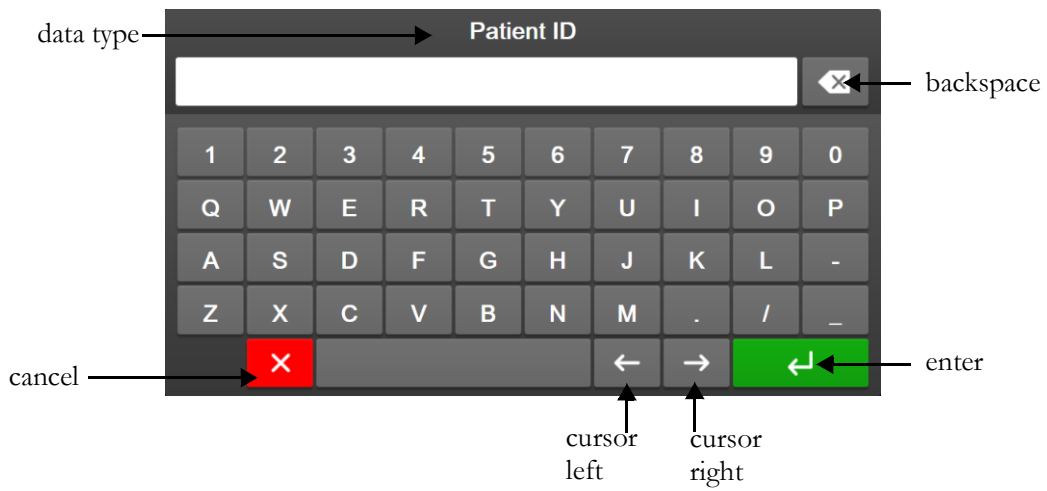 data type
Patient ID
backspace
1 2 3 4 5 6 7 8 9 0
Q W E R T Y U I O P
A S D F G H J K L -
Z X C V B N M . / _
cancel
enter
cursor
left
cursor
right